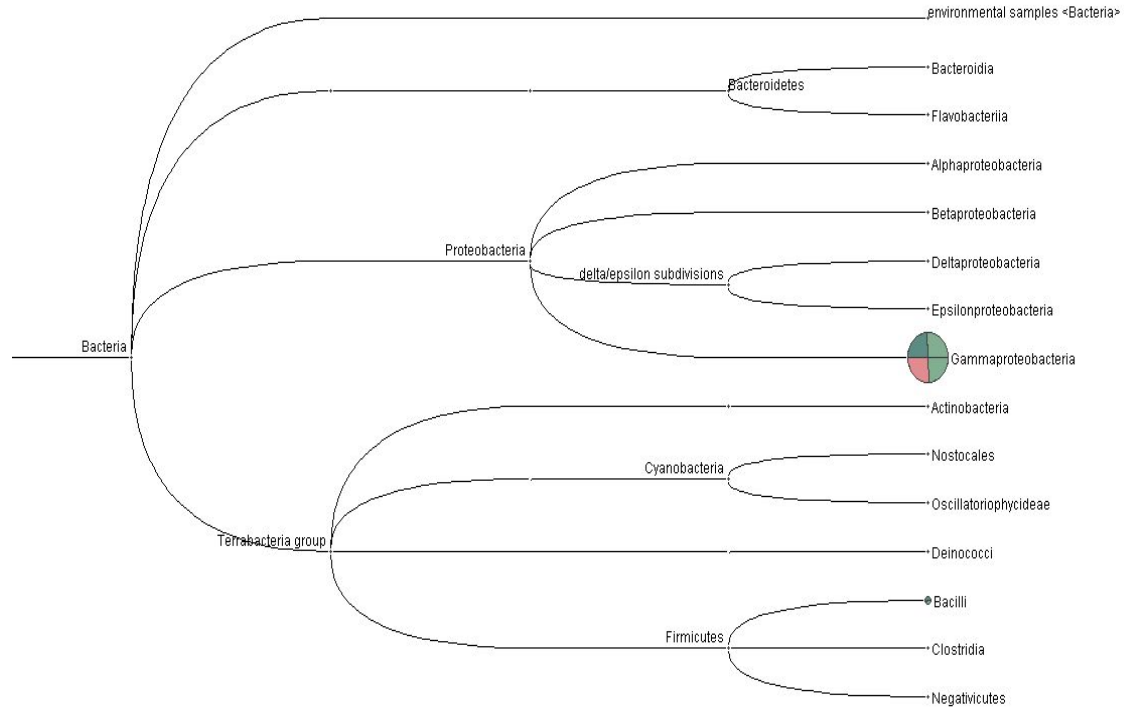 environmental samples <Bacteria>
Bacteroidia
Bacteroidetes
Flavobacteriia
Alphaproteobacteria
Betaproteobacteria
Proteobacteria
Deltaproteobacteria
delta/epsilon subdivisions
Epsilonproteobacteria
Bacteria
Gammaproteobacteria
Actinobacteria
Nostocales
Cyanobacteria
Oscillatoriophycideae
Terrabacteria group
Deinococci
Bacilli
Firmicutes
Clostridia
Negativicutes